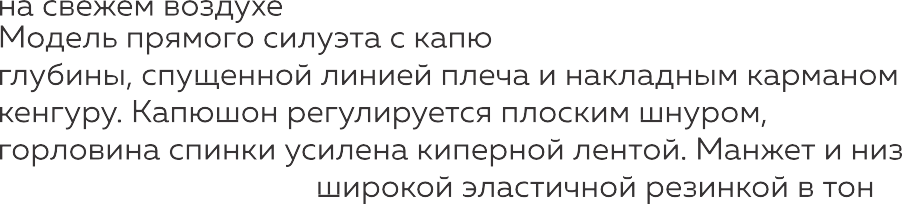 на свежем воздухе
Модель прямого силуэта с капю
глубины, спущенной линией плеча и накладным карманом
кенгуру. Капюшон регулируется плоским шнуром,
горловина спинки усилена киперной лентой. Манжет и низ
широкой эластичной резинкой в тон